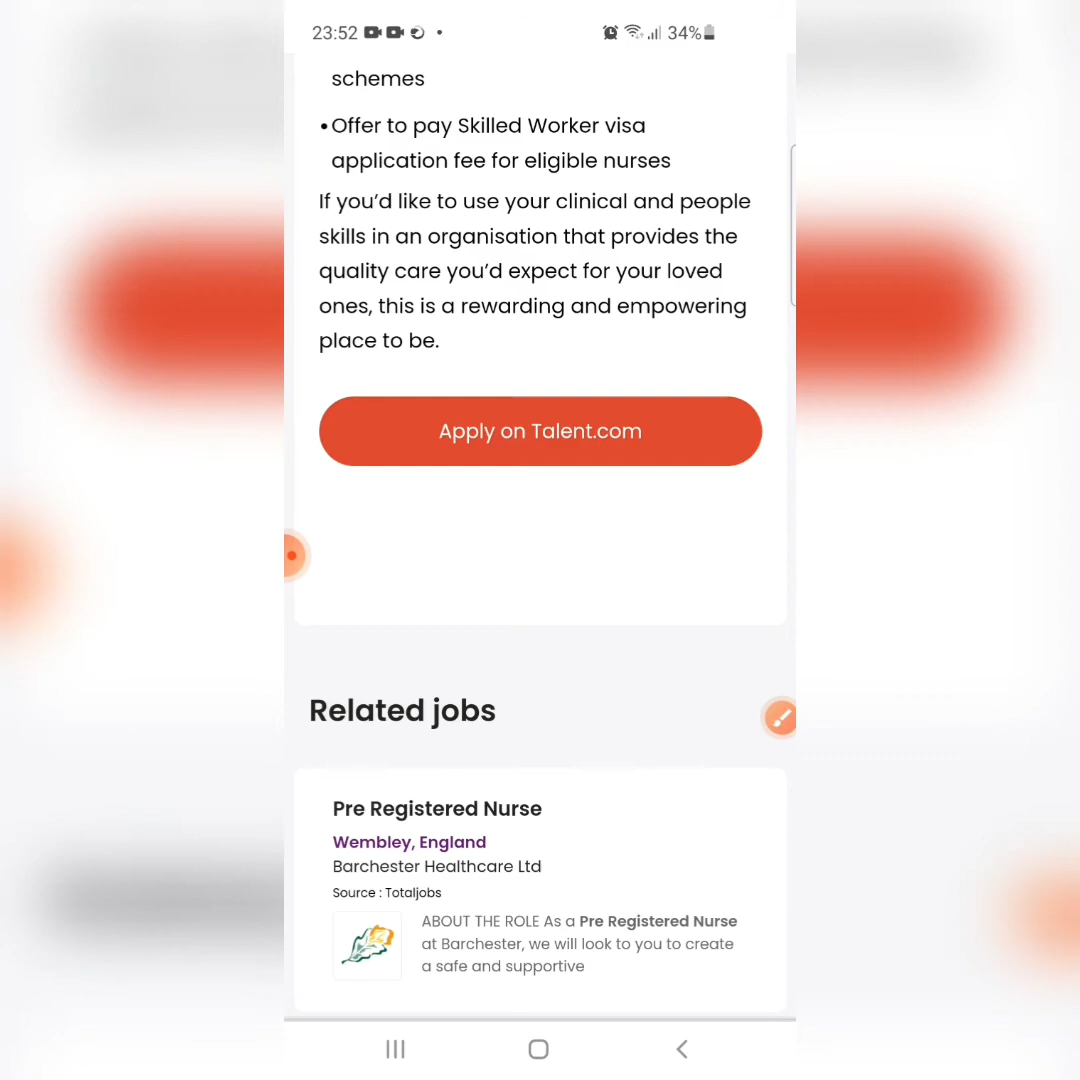 23:52
34%
schemes
•Offer to pay Skilled Worker visa
application fee for eligible nurses
If you’d like to use your clinical and people
skills in an organisation that provides the
quality care you’d expect for your loved
ones, this is a rewarding and empowering
place to be.
Apply on Talent.com
Related jobs
Pre Registered Nurse
Wembley, England
Barchester Healthcare Ltd
Source : Totaljobs
ABOUT THE ROLE As a Pre Registered Nurse
at Barchester, we will look to you to create
a safe and supportive